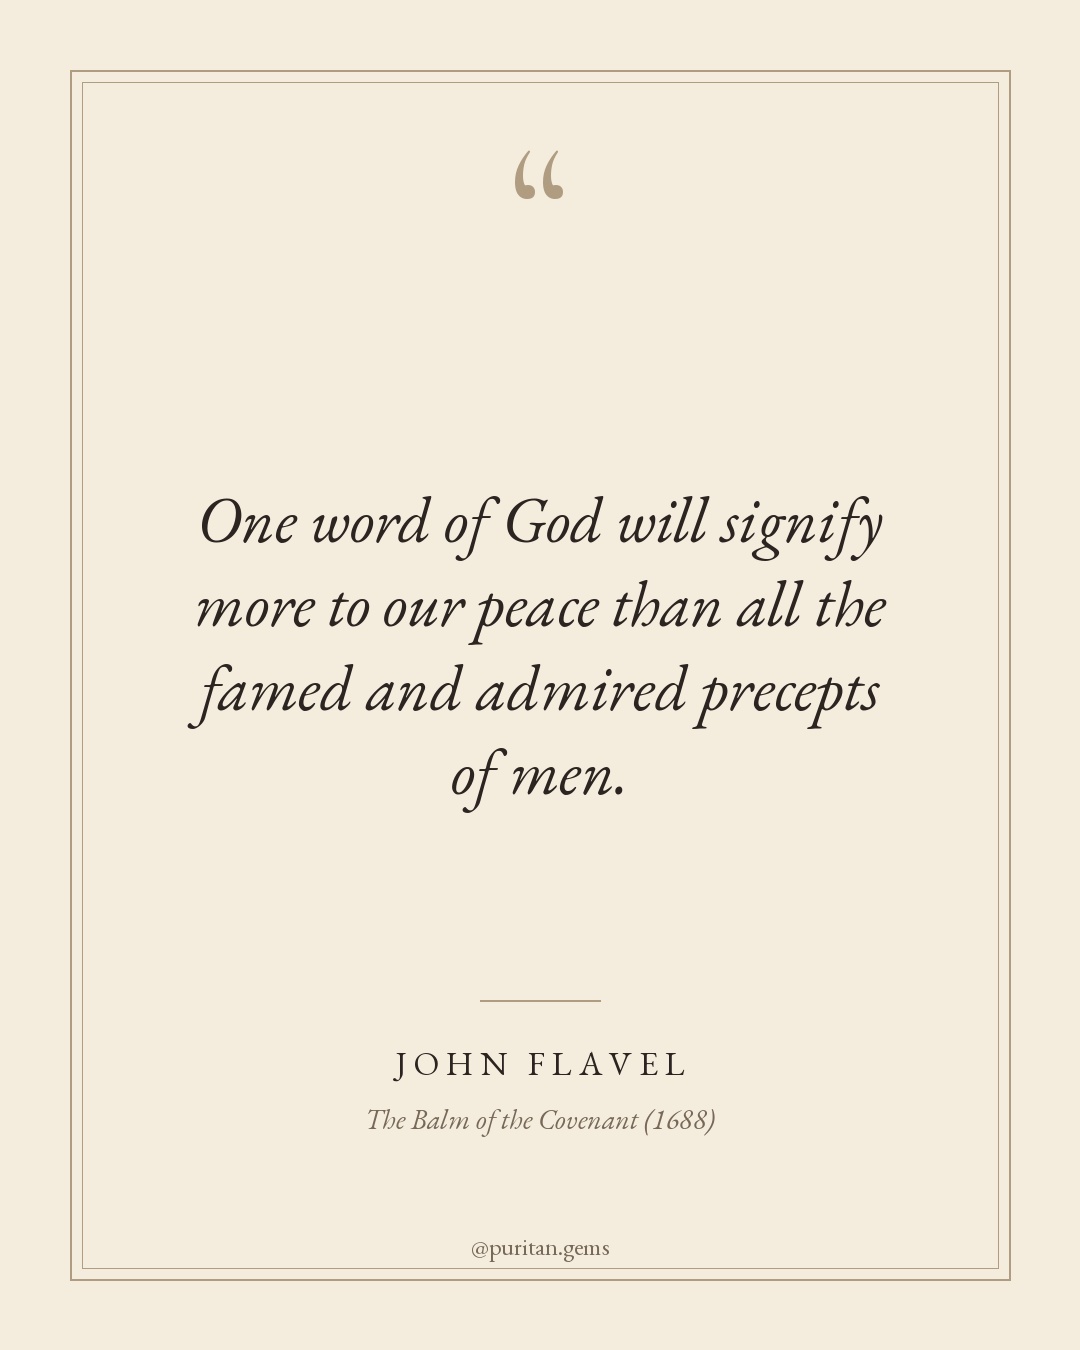 “
One word of God will signify
more to our peace than all the
famed and admired precepts
of men.
JOHN FLAVEL
The Balm of the Covenant (1688)
@puritan.gems